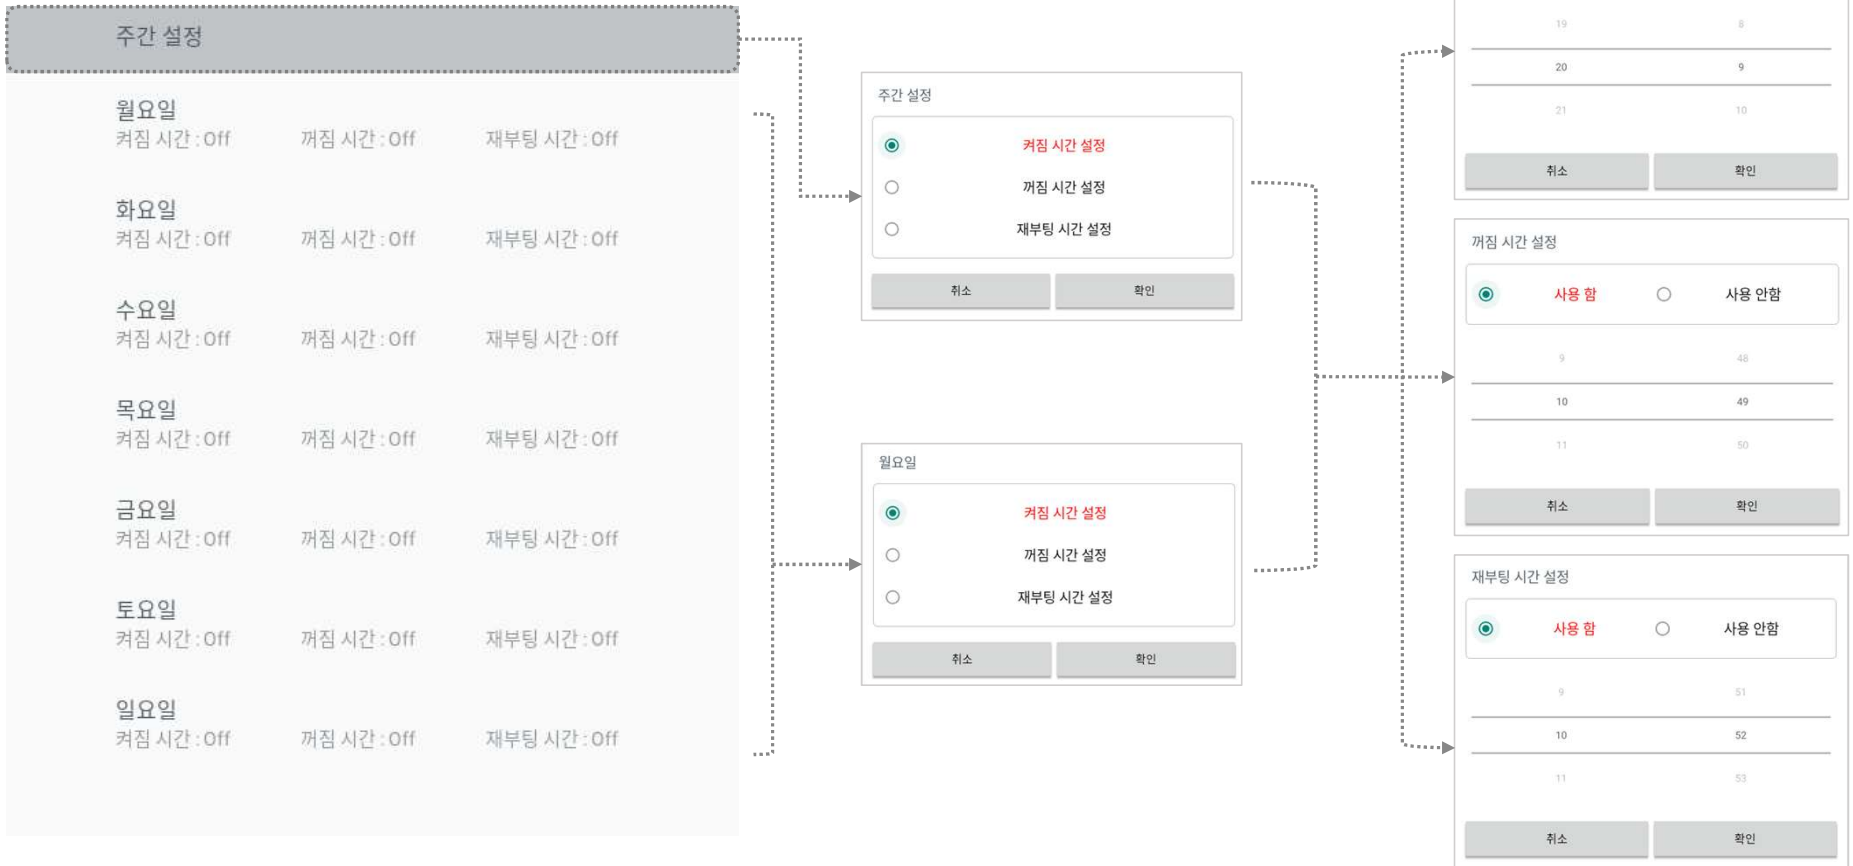 주간 설정
월요일
켜짐 시간 : Off 꺼짐 시간 : Off 재부팅 시간 : Off
화요일
켜짐 시간 : Off 꺼짐 시간 : Off 재부팅 시간 : Off
수요일
켜짐 시간 : Off 꺼짐 시간 : Off 재부팅 시간 : Off
목요일
켜짐 시간 : Off 꺼짐 시간 : Off 재부팅 시간 : Off
금요일
켜짐 시간 : Off 꺼짐 시간 : Off 재부팅 시간 : Off
토요일
켜짐 시간 : Off 꺼짐 시간 : Off 재부팅 시간 : Off
일요일
켜짐 시간 : Off 꺼짐 시간 : Off 재부팅 시간 : Off
주간 설정
켜짐 시간 설정
꺼짐 시간 설정
재부팅 시간 설정
취소 확인
월요일
켜짐 시간 설정
꺼짐 시간 설정
재부팅 시간 설정
취소 확인
19 8
20 9
21 10
취소 확인
꺼짐 시간 설정
사용 함 사용 안함
9 48
10 49
11 50
취소 확인
재부팅 시간 설정
사용 함 사용 안함
9 51
10 52
11 53
취소 확인